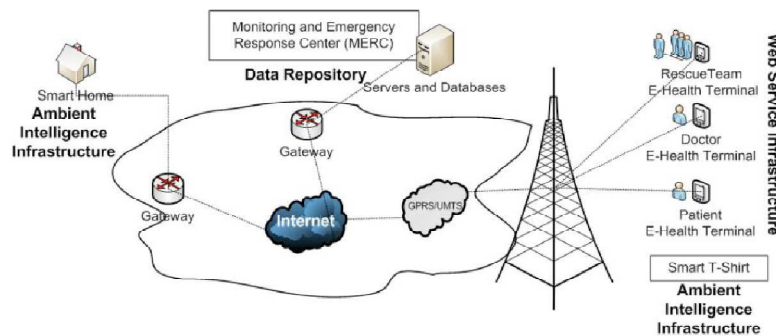 Monitoring and Emergency
Response Center (MERC)
Data Repository
Servers and Databases
Smart Home
Ambient
Intelligence
Infrastructure
Gateway
Gateway
Internet
GPRS/UMTS
RescueTeam
E-Health Terminal
Doctor
E-Health Terminal
Patient
E-Health Terminal
Web Service Infrastructure
Smart T-Shirt
Ambient
Intelligence
Infrastructure